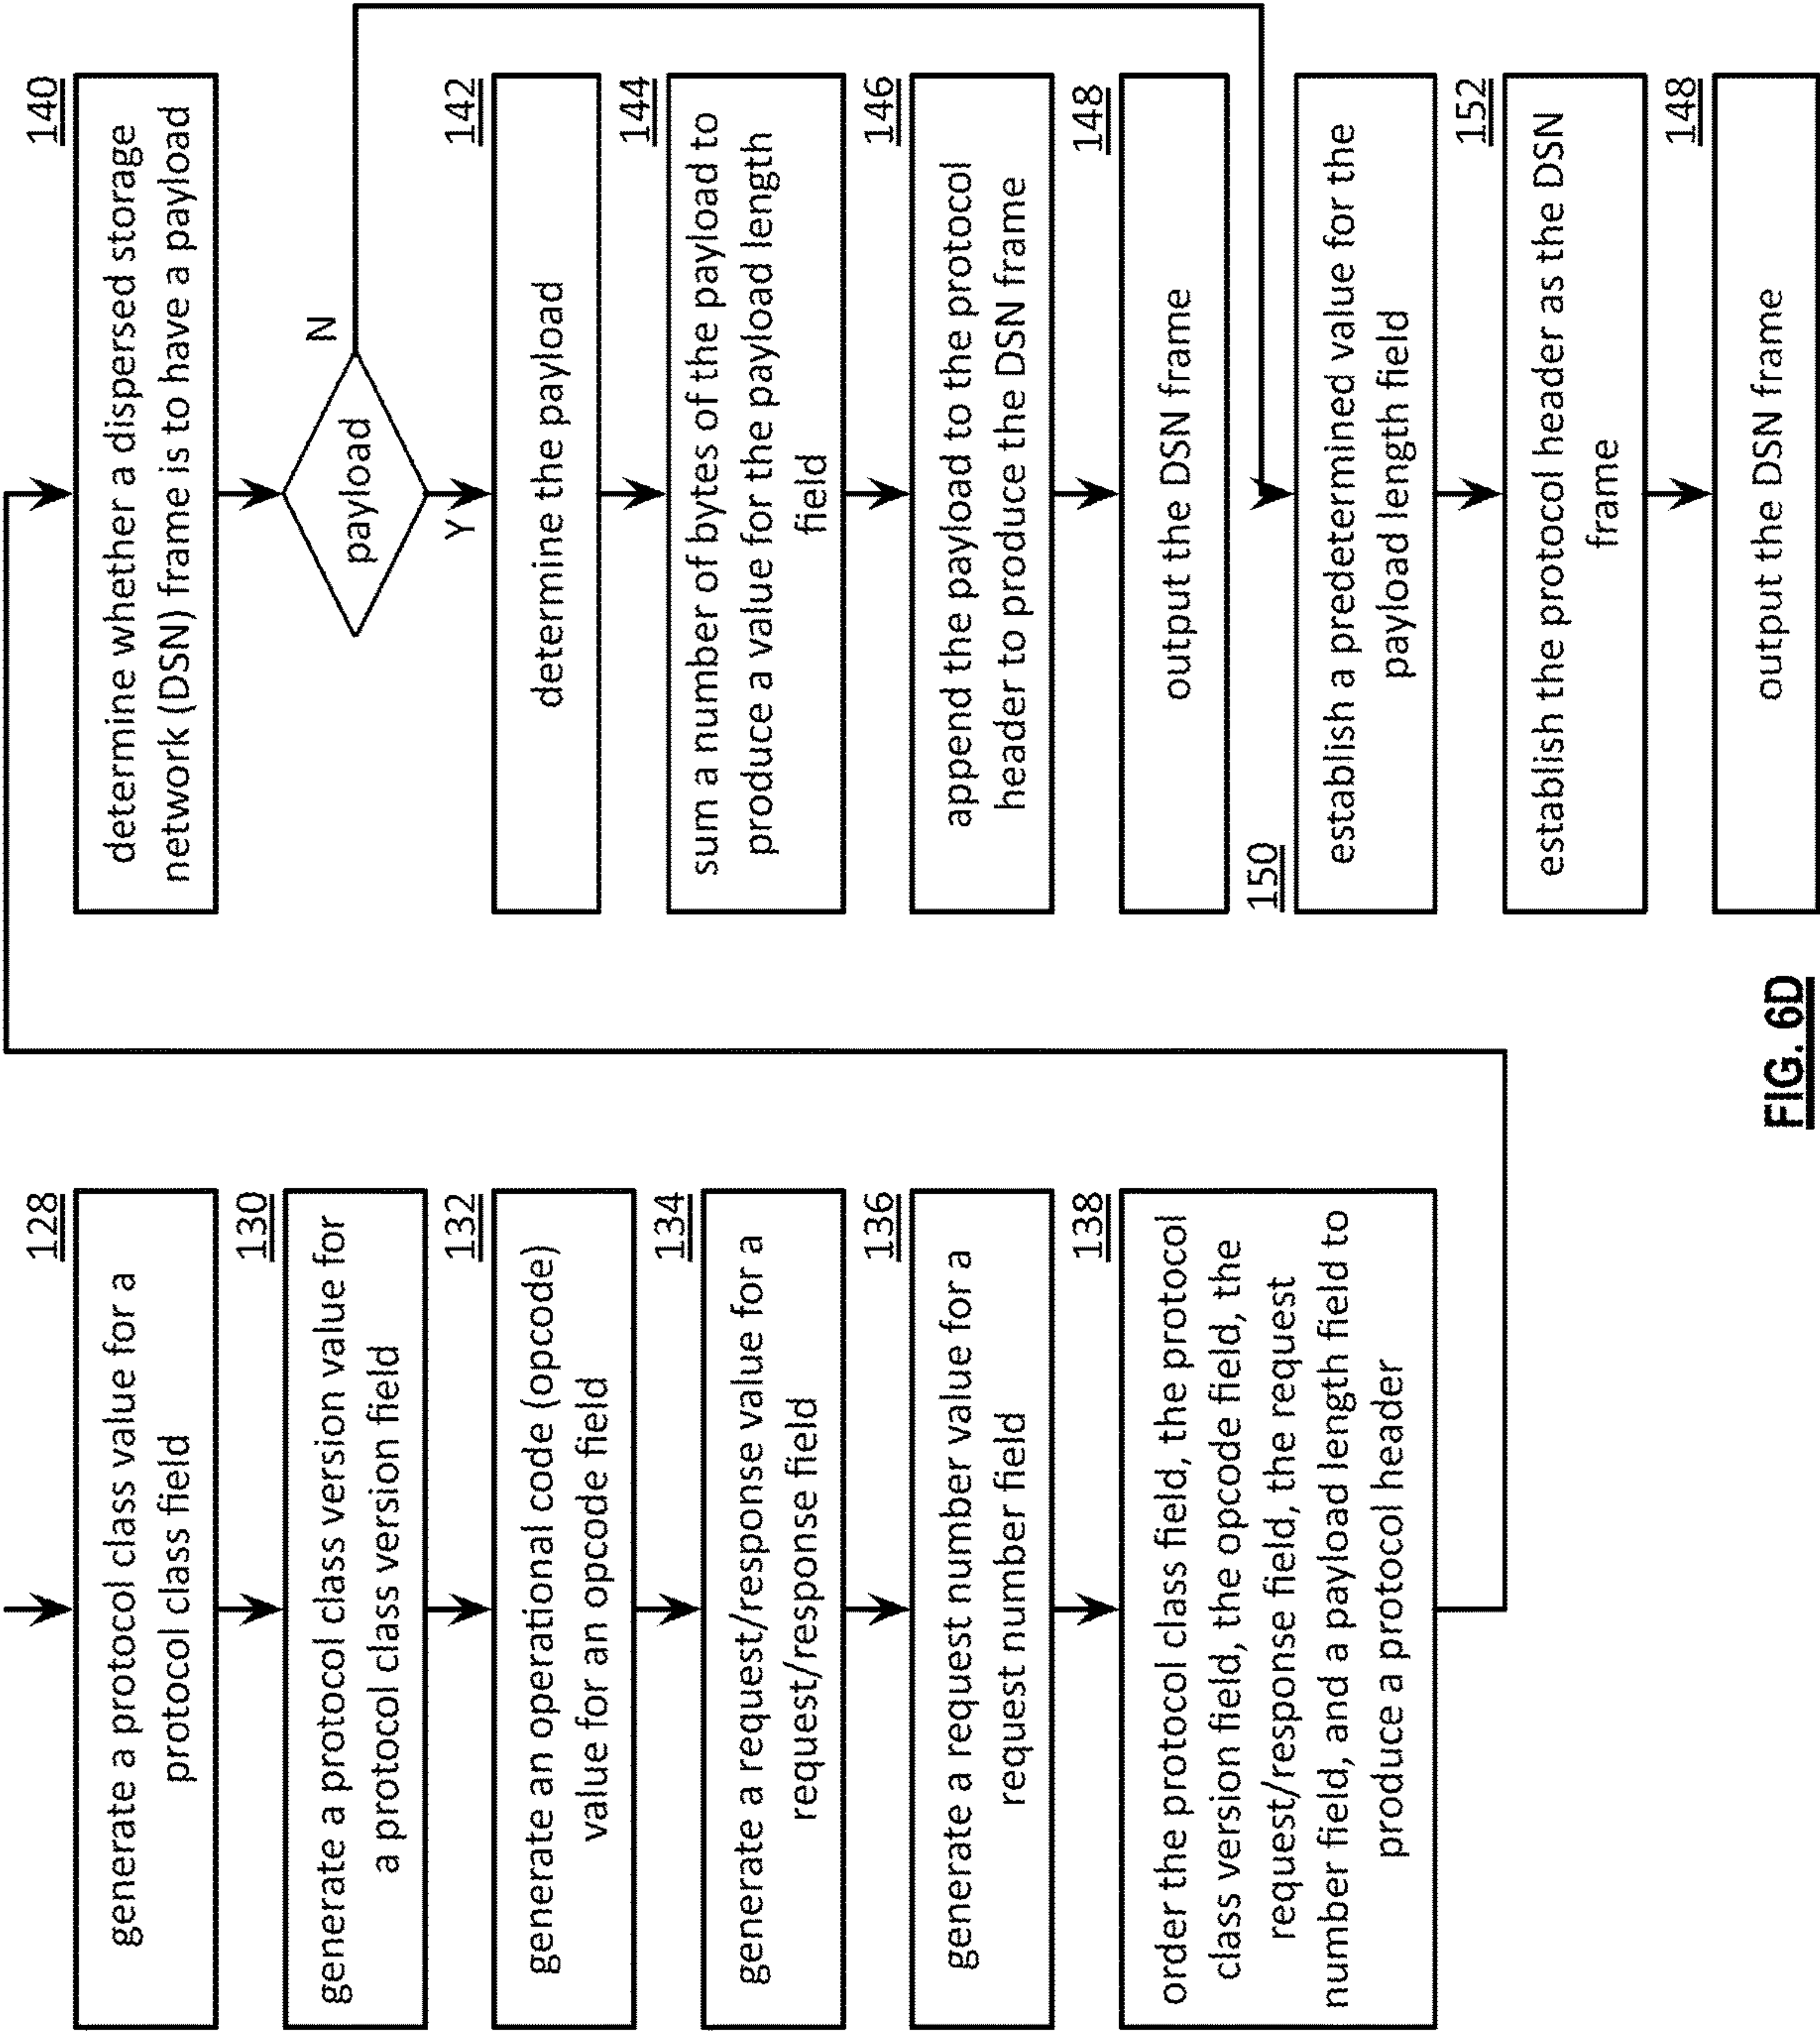 128
generate a protocol class value for a
protocol class field
130
generate a protocol class version value for
a protocol class version field
132
generate an operational code (opcode)
value for an opcode field
134
generate a request/response value for a
request/response field
136
generate a request number value for a
request number field
138
order the protocol class field, the protocol
class version field, the opcode field, the
request/response field, the request
number field, and a payload length field to
produce a protocol header
140
determine whether a dispersed storage
network (DSN) frame is to have a payload
payload
N
Y
142
determine the payload
144
sum a number of bytes of the payload to
produce a value for the payload length
field
146
append the payload to the protocol
header to produce the DSN frame
148
output the DSN frame
150
establish a predetermined value for the
payload length field
152
establish the protocol header as the DSN
frame
148
output the DSN frame
FIG. 6D